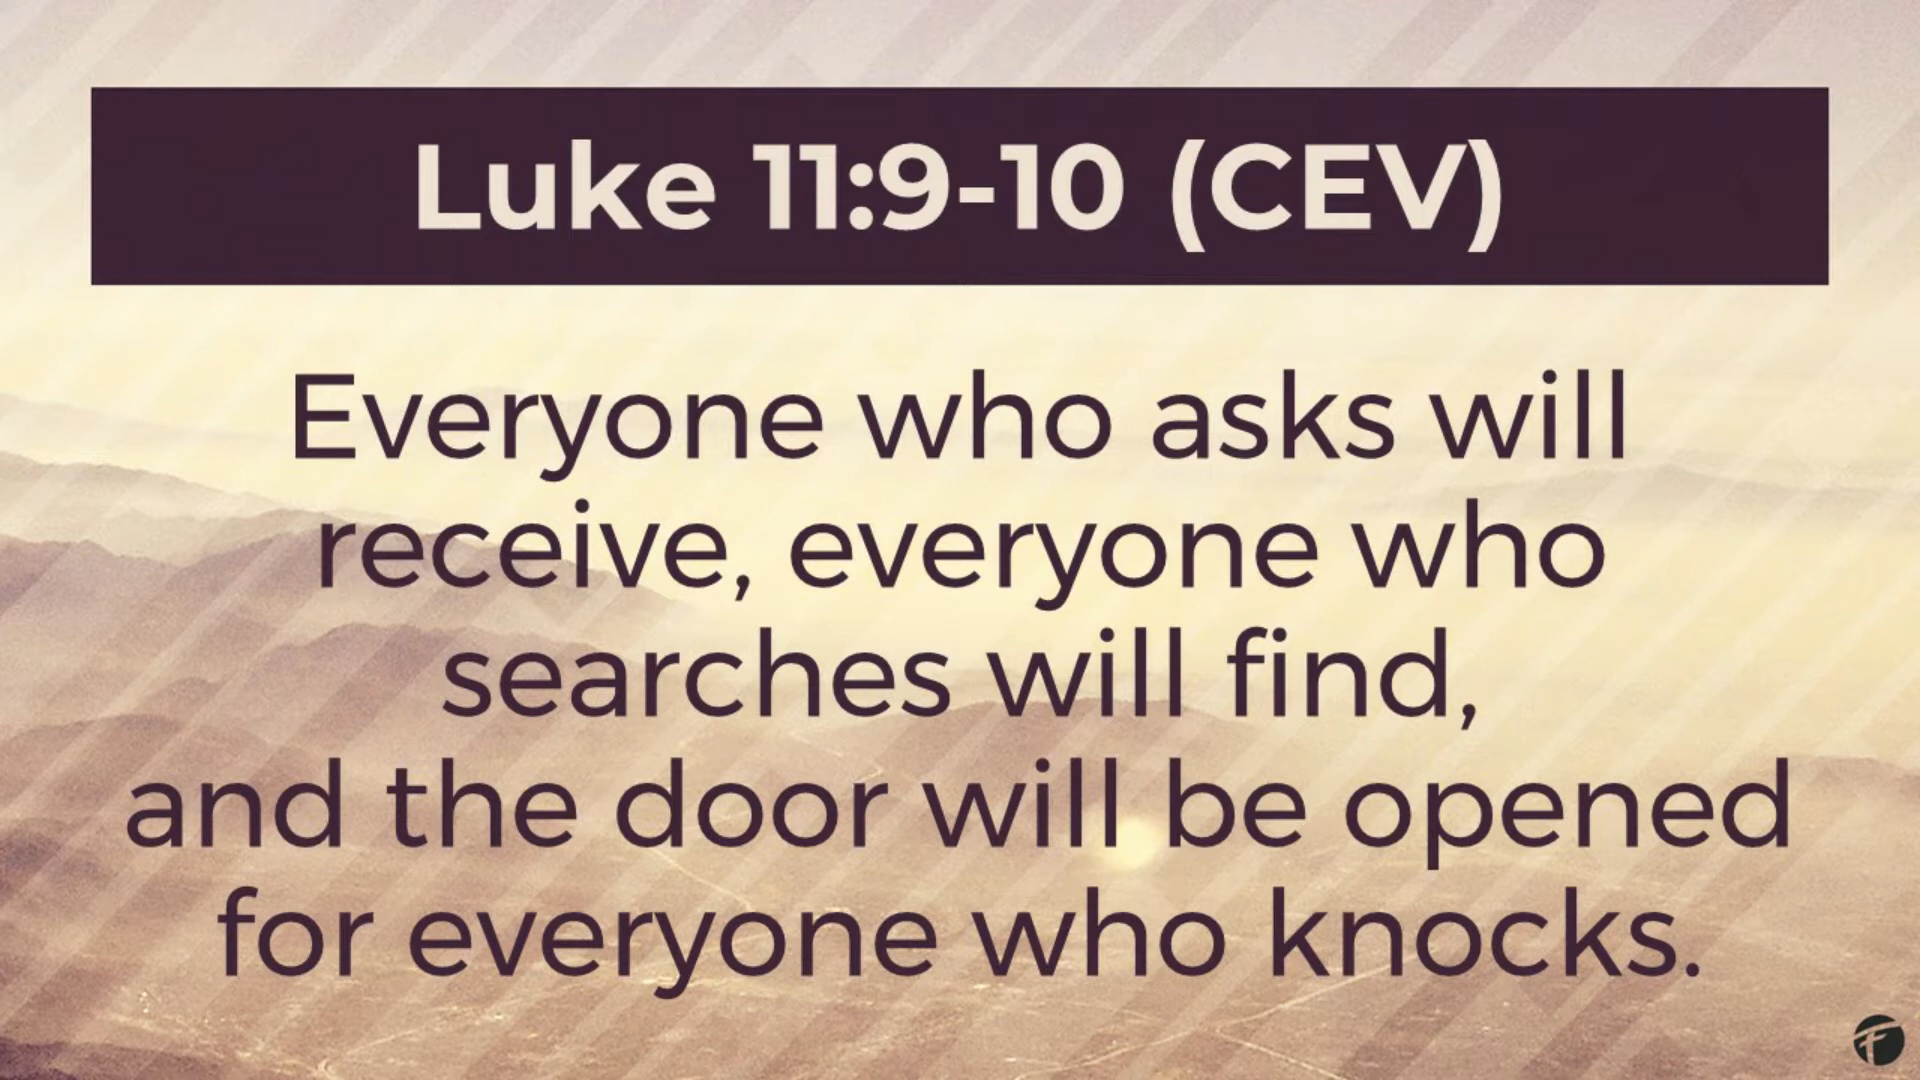 Luke 11:9-10 (CEV)
Everyone who asks will
receive, everyone who
searches will find,
and the door will be opened
for everyone who knocks.